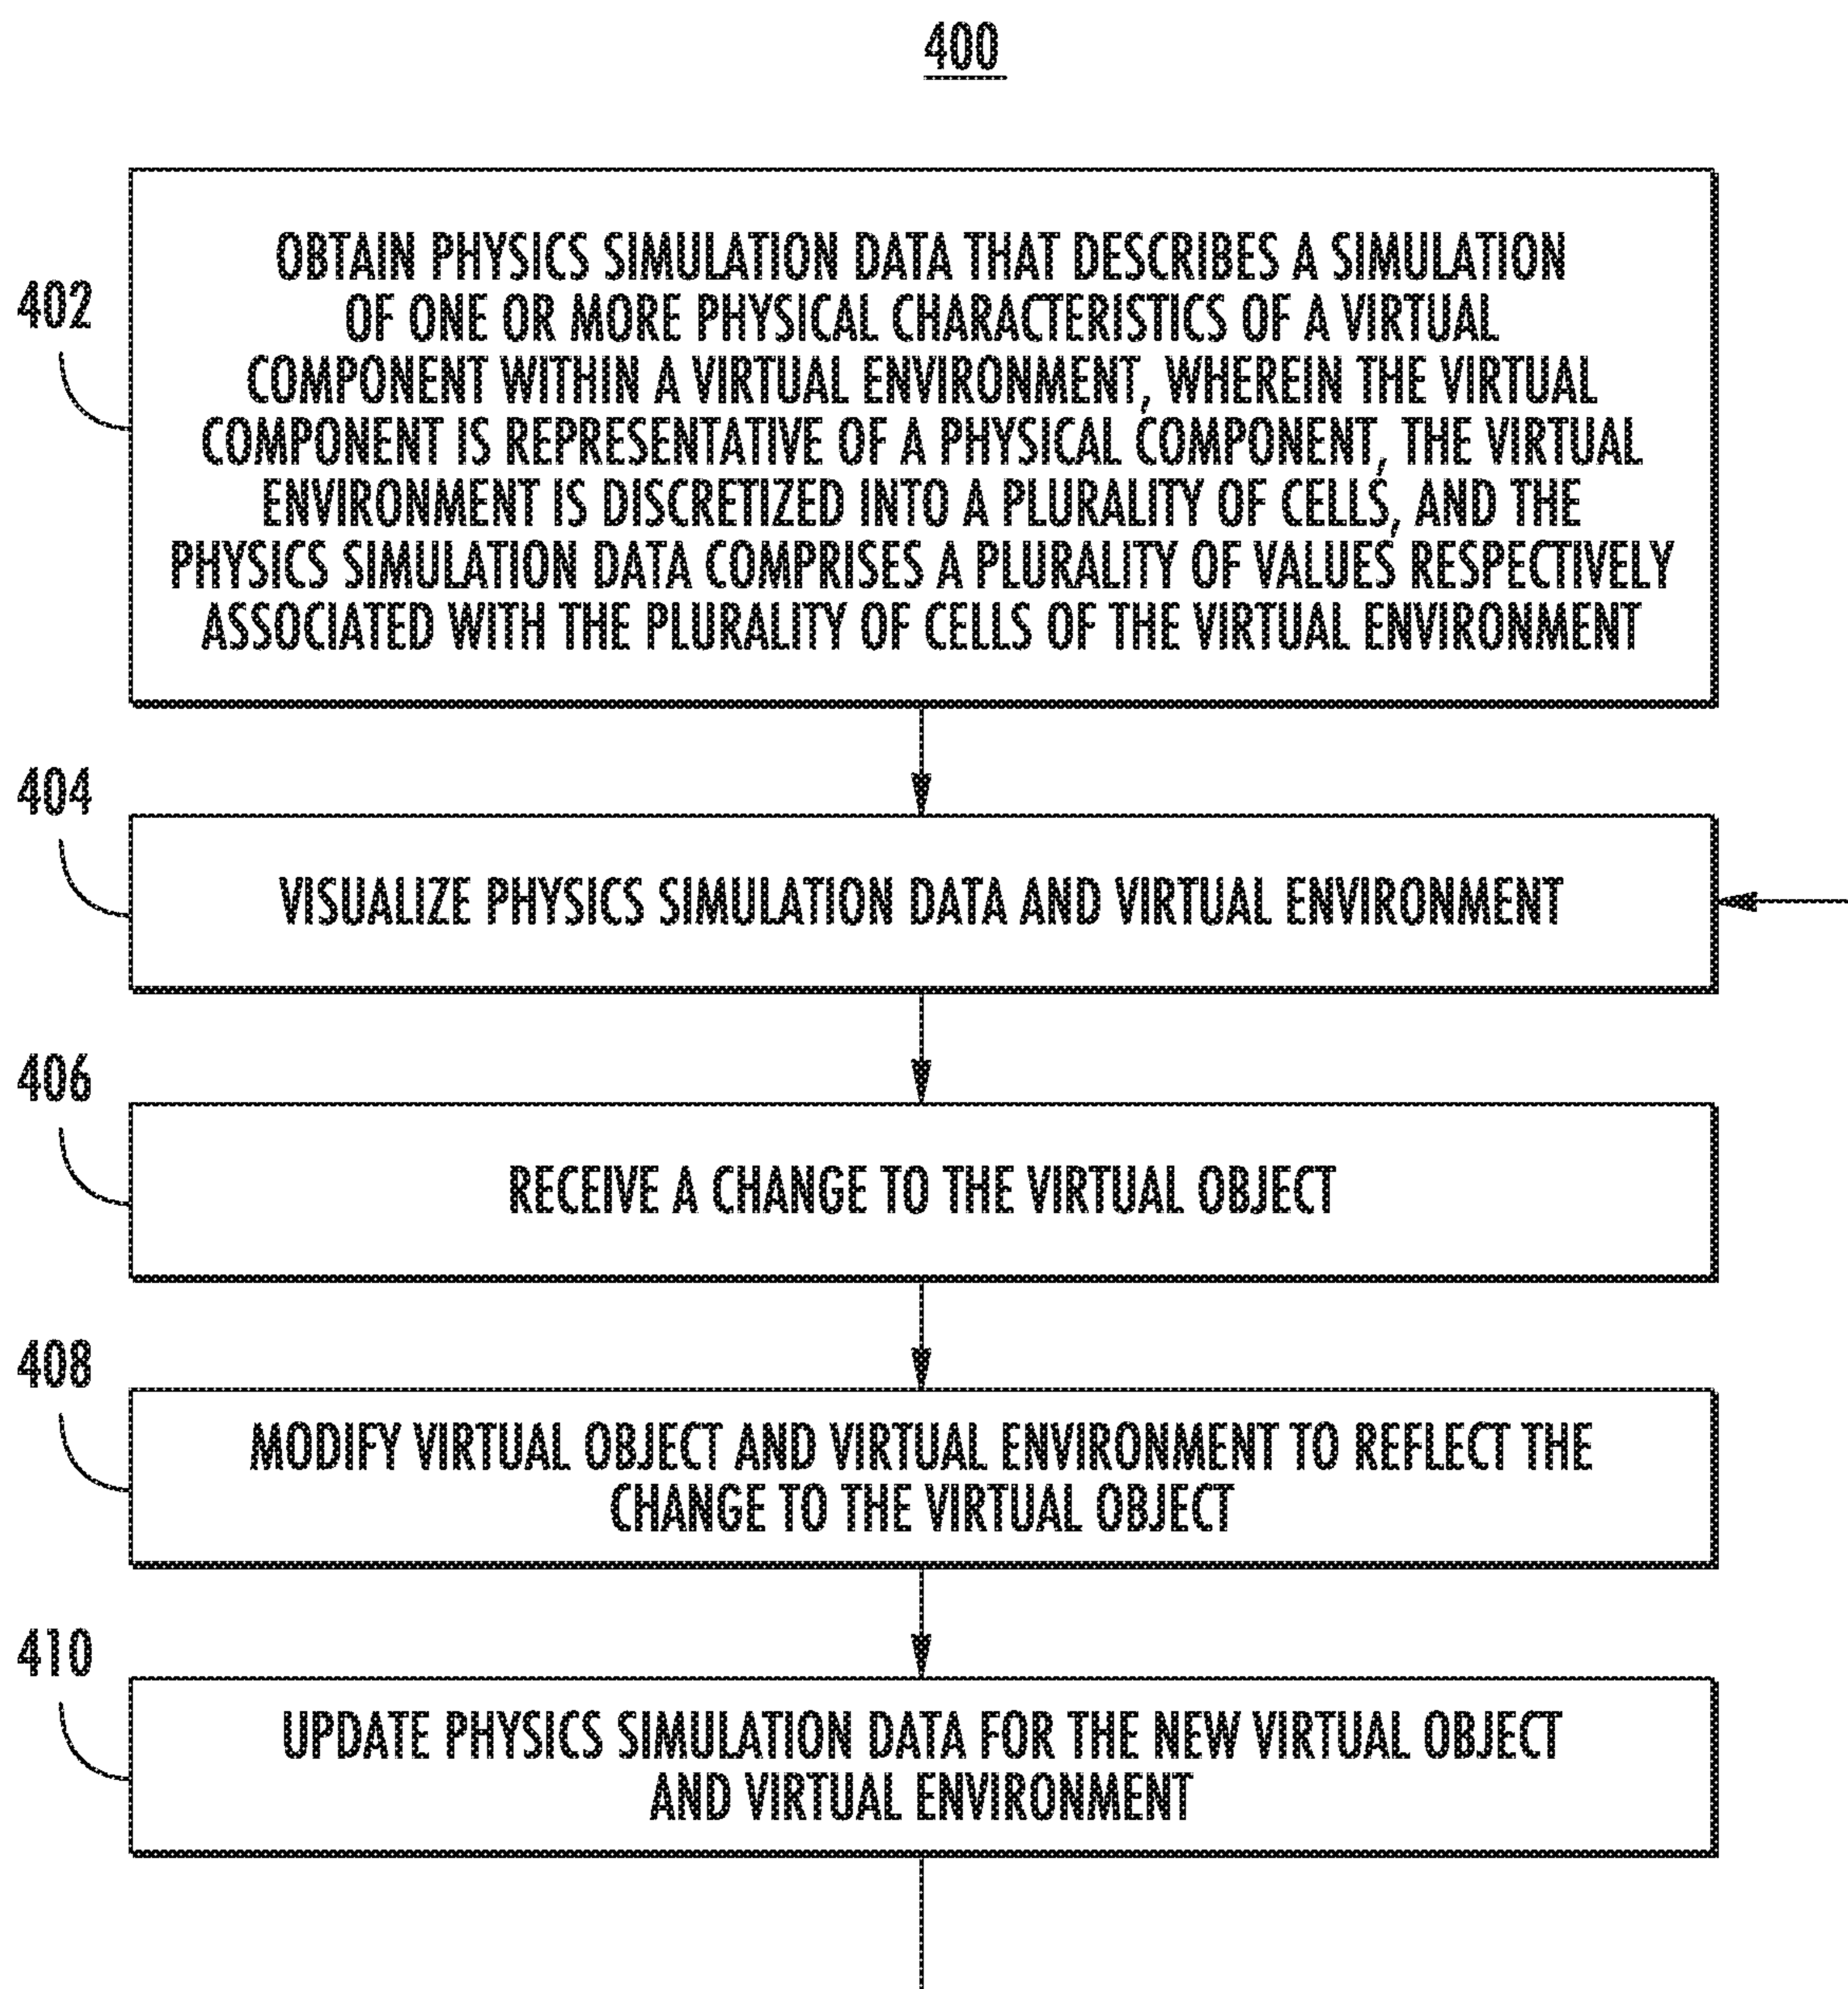 400
402
OBTAIN PHYSICS SIMULATION DATA THAT DESCRIBES A SIMULATION
OF ONE OR MORE PHYSICAL CHARACTERISTICS OF A VIRTUAL
COMPONENT WITHIN A VIRTUAL ENVIRONMENT, WHEREIN THE VIRTUAL
COMPONENT IS REPRESENTATIVE OF A PHYSICAL COMPONENT, THE VIRTUAL
ENVIRONMENT IS DISCRETIZED INTO A PLURALITY OF CELLS, AND THE
PHYSICS SIMULATION DATA COMPRISES A PLURALITY OF VALUES RESPECTIVELY
ASSOCIATED WITH THE PLURALITY OF CELLS OF THE VIRTUAL ENVIRONMENT
404
VISUALIZE PHYSICS SIMULATION DATA AND VIRTUAL ENVIRONMENT
406
RECEIVE A CHANGE TO THE VIRTUAL OBJECT
408
MODIFY VIRTUAL OBJECT AND VIRTUAL ENVIRONMENT TO REFLECT THE
CHANGE TO THE VIRTUAL OBJECT
410
UPDATE PHYSICS SIMULATION DATA FOR THE NEW VIRTUAL OBJECT
AND VIRTUAL ENVIRONMENT